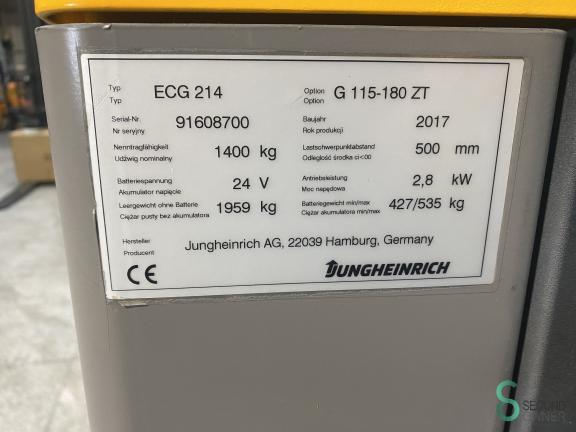 Typ ECG 214 Option G 115-180 ZT
Typ Option
Serial-Nr. 91608700 Baujahr 2017
Nr seryjny Rok produkcji
Nenntragfähigkeit 1400 kg Lastschwerpunktabstand 500 mm
Udźwig nominalny Odległość środka ci<00
Batteriespannung 24 V Antriebsleistung 2,8 kW
Akumulator napięcie Moc napędowa
Leergewicht ohne Batterie 1959 kg Batteriegewicht min/max 427/535 kg
Ciężar pusty bez akumulatora Ciężar akumulatora min/max
Hersteller Jungheinrich AG, 22039 Hamburg, Germany
Producent
CE JUNGHEINRICH
SECOND
GAINER